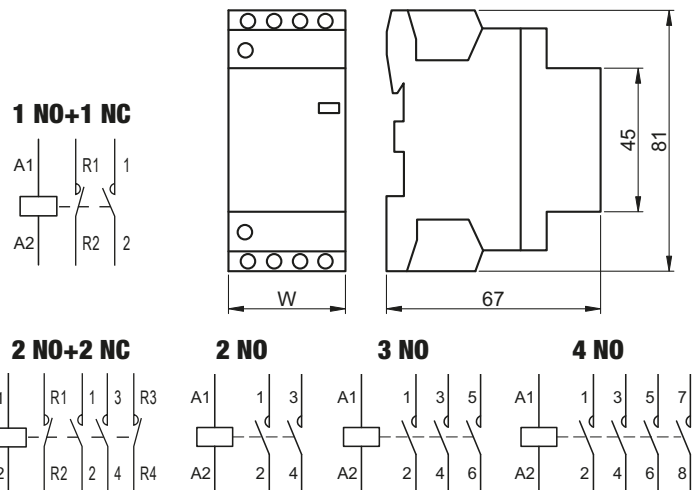 1 NO+1 NC
A1 R1 1
A2 R2 2
45
81
W
67
2 NO+2 NC
R1 1 3 R3
R2 2 4 R4
2 NO
A1 1 3
A2 2 4
3 NO
A1 1 3 5
A2 2 4 6
4 NO
A1 1 3 5 7
A2 2 4 6 8